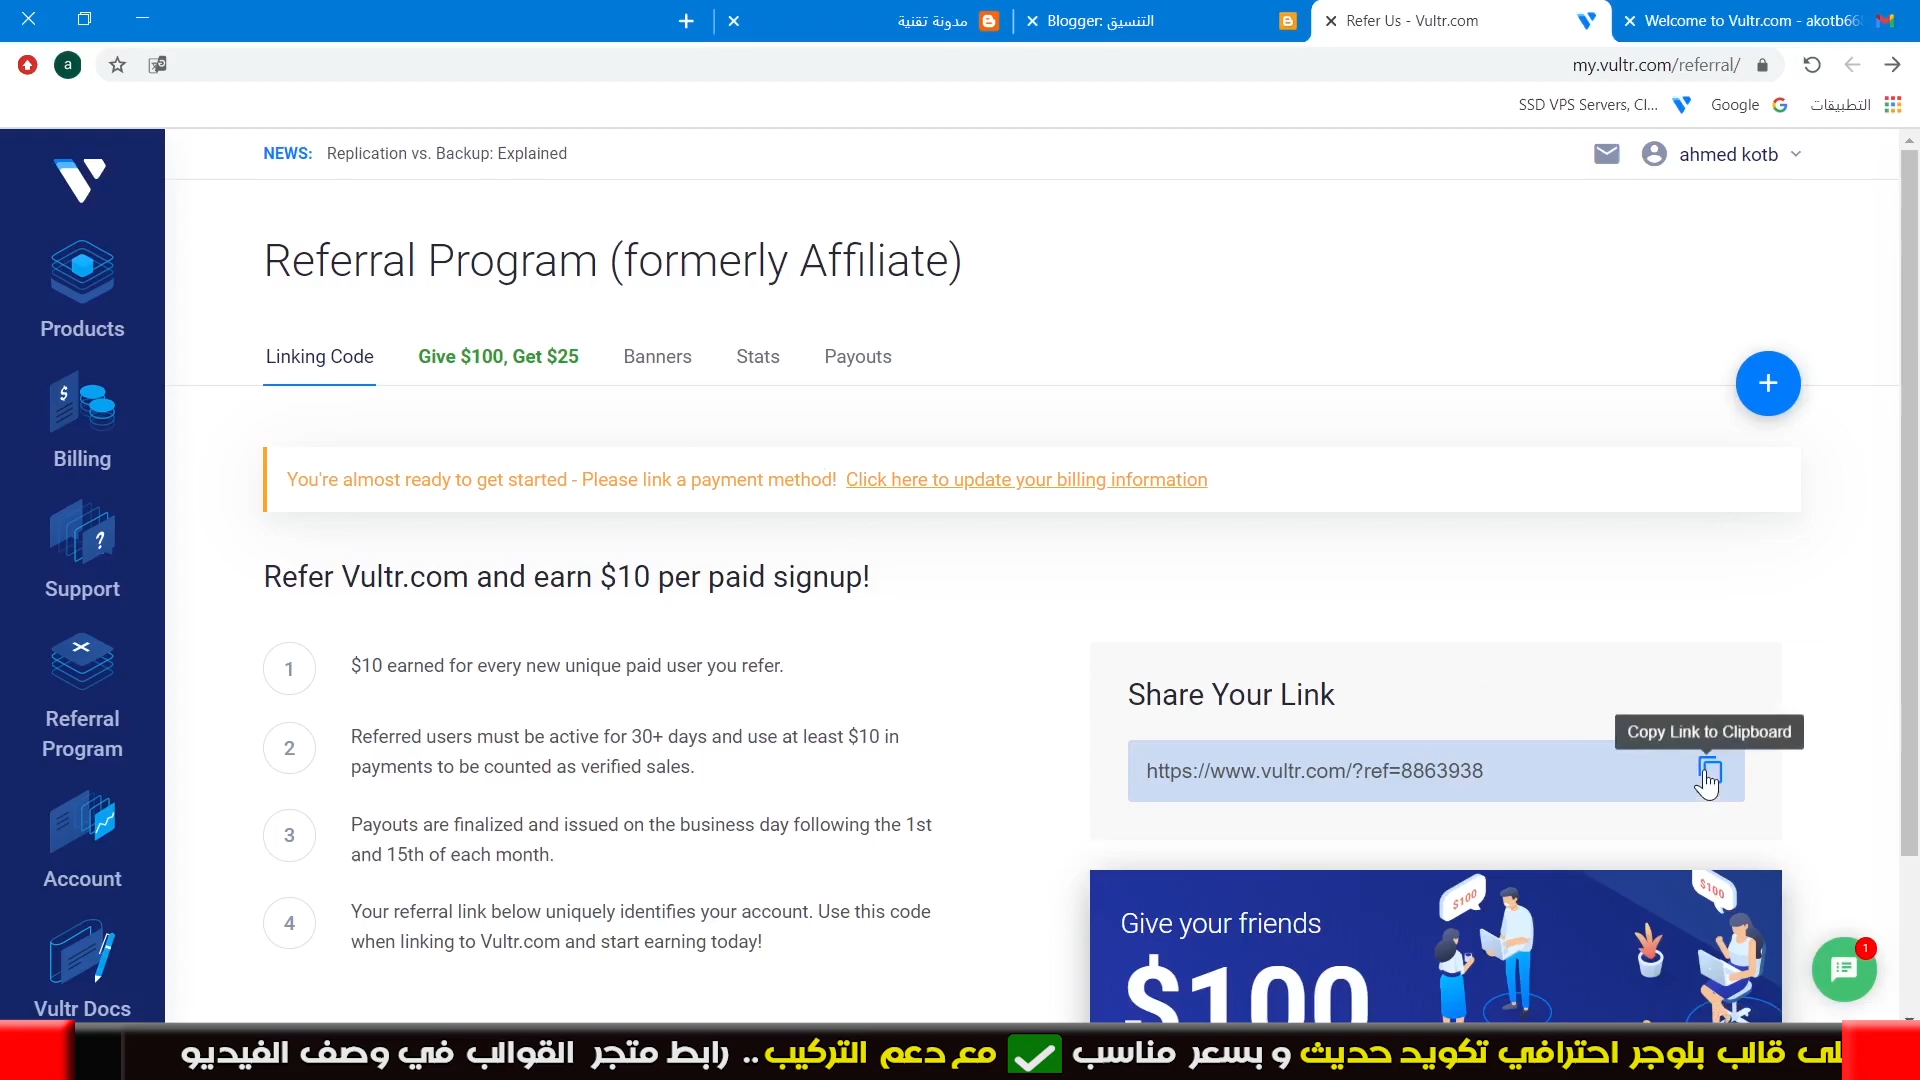 مدونة تقنية
Blogger: التنسيق
Refer Us - Vultr.com
Welcome to Vultr.com - akotb66
a
my.vultr.com/referral/
SSD VPS Servers, Cl...
Google
التطبيقات
NEWS: Replication vs. Backup: Explained
ahmed kotb
Referral Program (formerly Affiliate)
Linking Code
Give $100, Get $25
Banners
Stats
Payouts
You're almost ready to get started - Please link a payment method! Click here to update your billing information
Refer Vultr.com and earn $10 per paid signup!
1
$10 earned for every new unique paid user you refer.
2
Referred users must be active for 30+ days and use at least $10 in
payments to be counted as verified sales.
3
Payouts are finalized and issued on the business day following the 1st
and 15th of each month.
4
Your referral link below uniquely identifies your account. Use this code
when linking to Vultr.com and start earning today!
Share Your Link
Copy Link to Clipboard
https://www.vultr.com/?ref=8863938
Give your friends
$100
$100
$100
1
Products
$
Billing
?
Support
Referral
Program
Account
Vultr Docs
لى قالب بلوجر احترافي تكويد حديث و بسعر مناسب ✅ مع دعم التركيب .. رابط متجر القوالب في وصف الفيديو